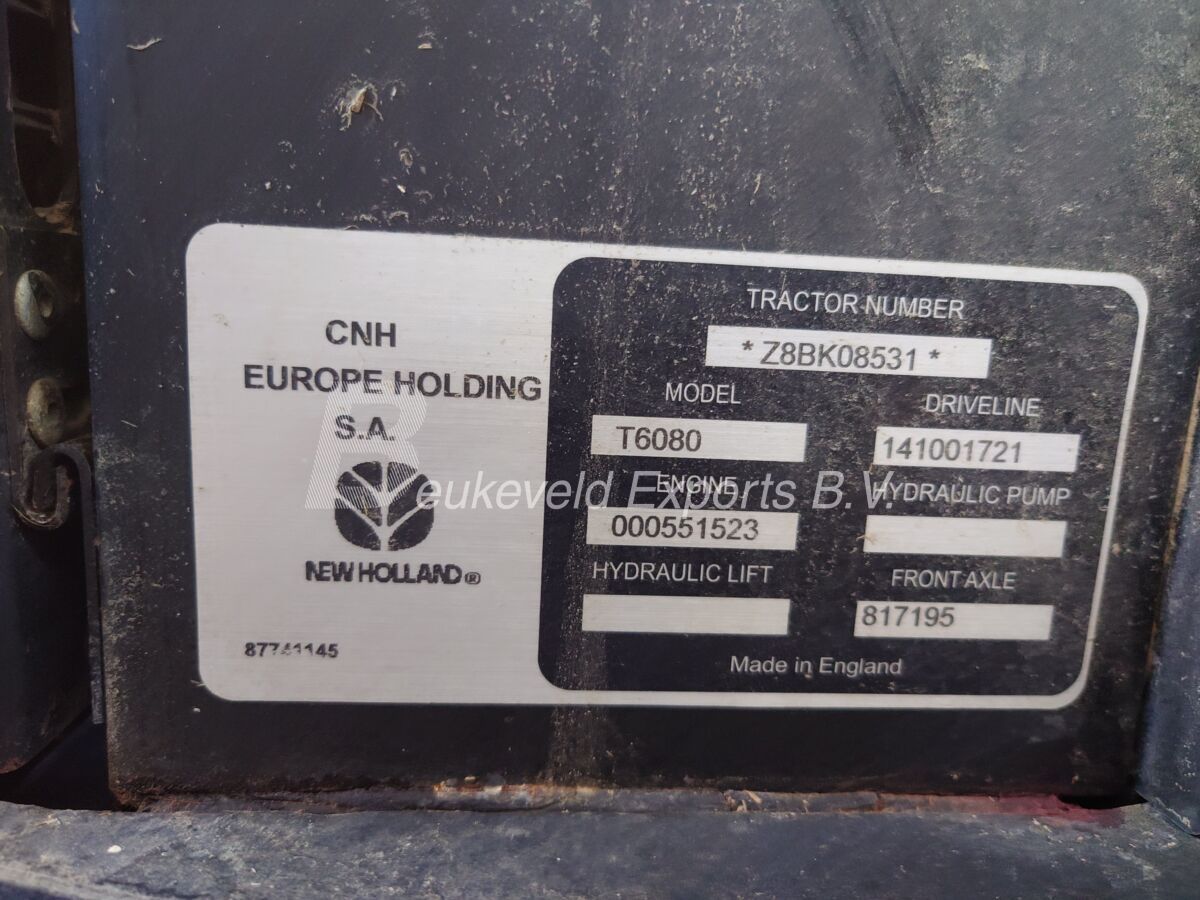 CNH
EUROPE HOLDING
S.A.
NEW HOLLAND®
87741145
TRACTOR NUMBER
* Z8BK08531 *
MODEL
T6080
DRIVELINE
141001721
ENGINE
000551523
HYDRAULIC PUMP
HYDRAULIC LIFT
FRONT AXLE
817195
Made in England
Beukeveld Exports B.V.